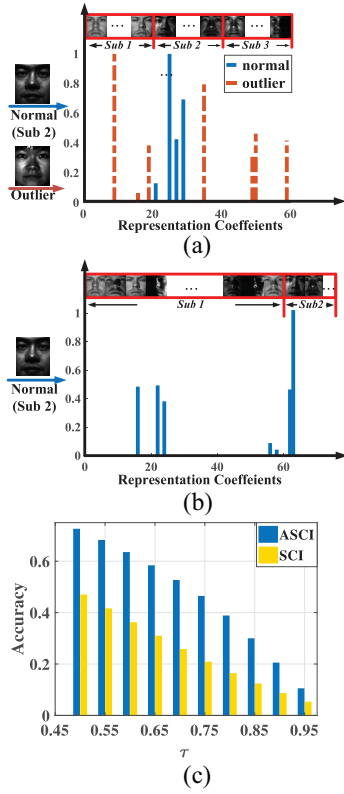 ... ... ...
Sub 1 Sub 2 Sub 3
1
0.8
0.6
0.4
0.2
0
...
normal
outlier
Normal
(Sub 2)
Outlier
0 20 40 60
Representation Coeffeients
(a)
... ...
Sub 1 Sub2
1
0.8
0.6
0.4
0.2
0
Normal
(Sub 2)
0 20 40 60
Representation Coeffeients
(b)
ASCI
SCI
0.6
0.4
0.2
0
Accuracy
0.45 0.55 0.65 0.75 0.85 0.95
τ
(c)